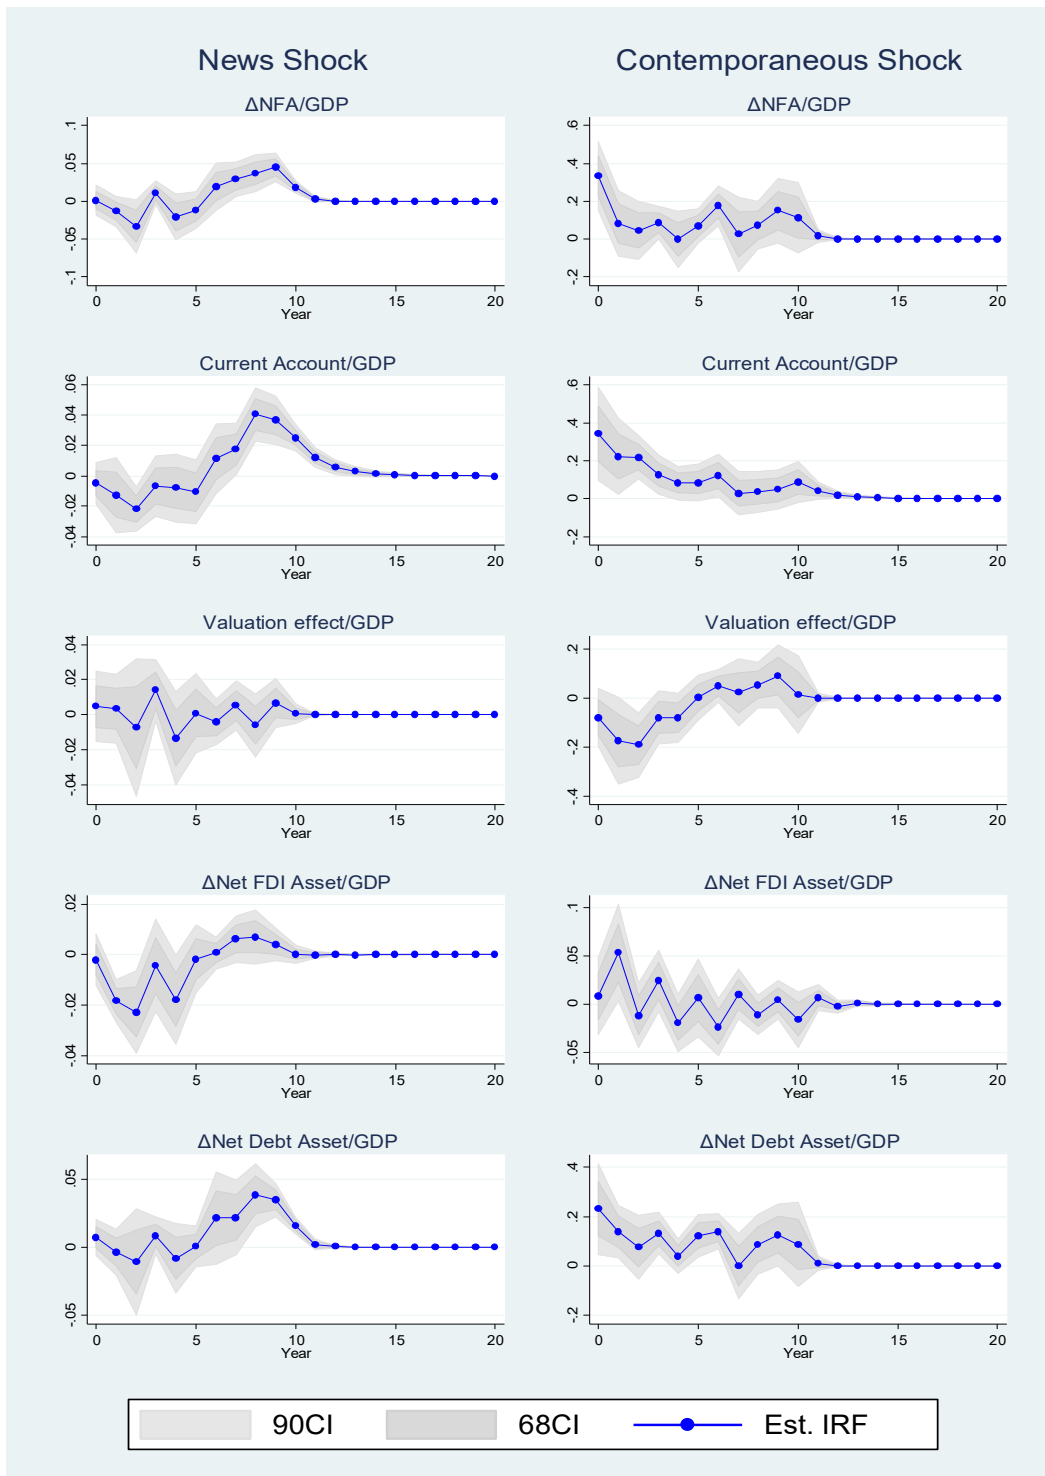 News Shock Contemporaneous Shock
ΔNFA/GDP ΔNFA/GDP
.1 .6
.05 .4
0 .2
-.05 0
-.1 -.2
0 5 10 15 20 0 5 10 15 20
Year Year
Current Account/GDP Current Account/GDP
.06 .6
.04 .4
.02 .2
0 0
-.02 -.2
-.04
0 5 10 15 20 0 5 10 15 20
Year Year
Valuation effect/GDP Valuation effect/GDP
.04 .2
.02 0
0 -.2
-.02 -.4
-.04
0 5 10 15 20 0 5 10 15 20
Year Year
ΔNet FDI Asset/GDP ΔNet FDI Asset/GDP
.02 .1
0 .05
-.02 0
-.04 -.05
0 5 10 15 20 0 5 10 15 20
Year Year
ΔNet Debt Asset/GDP ΔNet Debt Asset/GDP
.05 .4
0 .2
-.05 0
-.2
0 5 10 15 20 0 5 10 15 20
Year Year
90CI 68CI Est. IRF